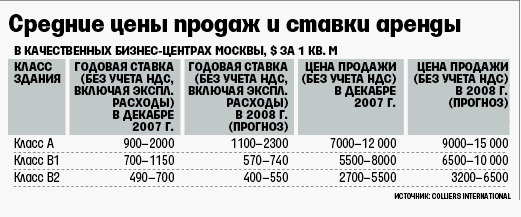 Средние цены продаж и ставки аренды
В КАЧЕСТВЕННЫХ БИЗНЕС-ЦЕНТРАХ МОСКВЫ, $ ЗА 1 КВ. М
КЛАСС ЗДАНИЯ
ГОДОВАЯ СТАВКА (БЕЗ УЧЕТА НДС, ВКЛЮЧАЯ ЭКСПЛ. РАСХОДЫ) В ДЕКАБРЕ 2007 Г.
ГОДОВАЯ СТАВКА (БЕЗ УЧЕТА НДС, ВКЛЮЧАЯ ЭКСПЛ. РАСХОДЫ) В 2008 Г. (ПРОГНОЗ)
ЦЕНА ПРОДАЖИ (БЕЗ УЧЕТА НДС) В ДЕКАБРЕ 2007 Г.
ЦЕНА ПРОДАЖИ (БЕЗ УЧЕТА НДС) В 2008 Г. (ПРОГНОЗ)
Класс А 900–2000 1100–2300 7000–12 000 9000–15 000
Класс В1 700–1150 570–740 5500–8000 6500–10 000
Класс В2 490–700 400–550 2700–5500 3200–6500
ИСТОЧНИК: COLLIERS INTERNATIONAL